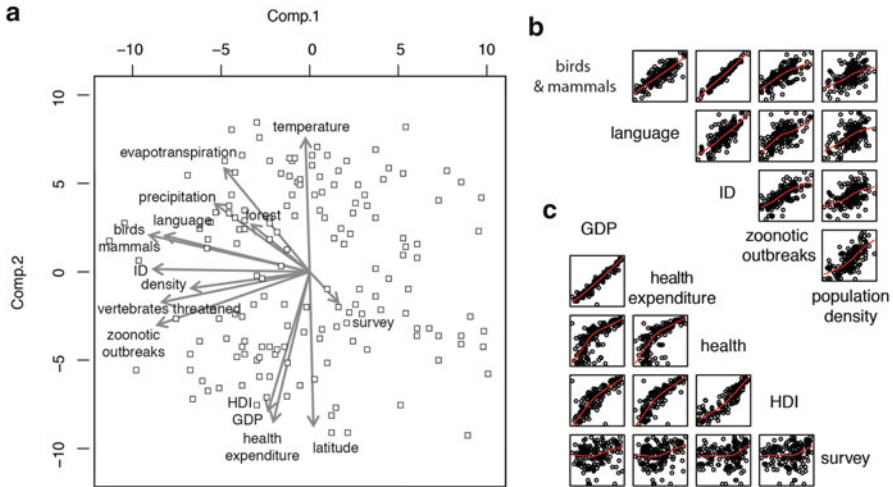 a
Comp.1
−10 −5 0 5 10
Comp.2
10
5
0
−5
−10
temperature
evapotranspiration
precipitation
language
forest
birds
mammals
ID
density
vertebrates threatened
zoonotic
outbreaks
survey
HDI
GDP
health
expenditure
latitude
b
birds
& mammals
language
ID
zoonotic
outbreaks
population
density
c
GDP
health
expenditure
health
HDI
survey